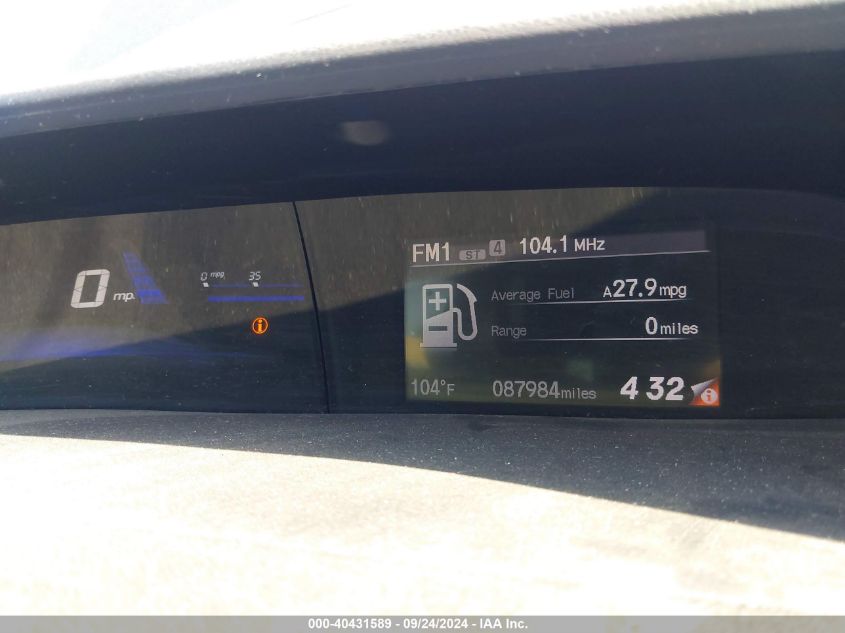 FM1 ST 4 104.1 MHz
0 mpg 35
0 mp.
Average Fuel A27.9mpg
Range 0miles
104°F 087984miles 4 32
000-40431589 - 09/24/2024 - IAA Inc.